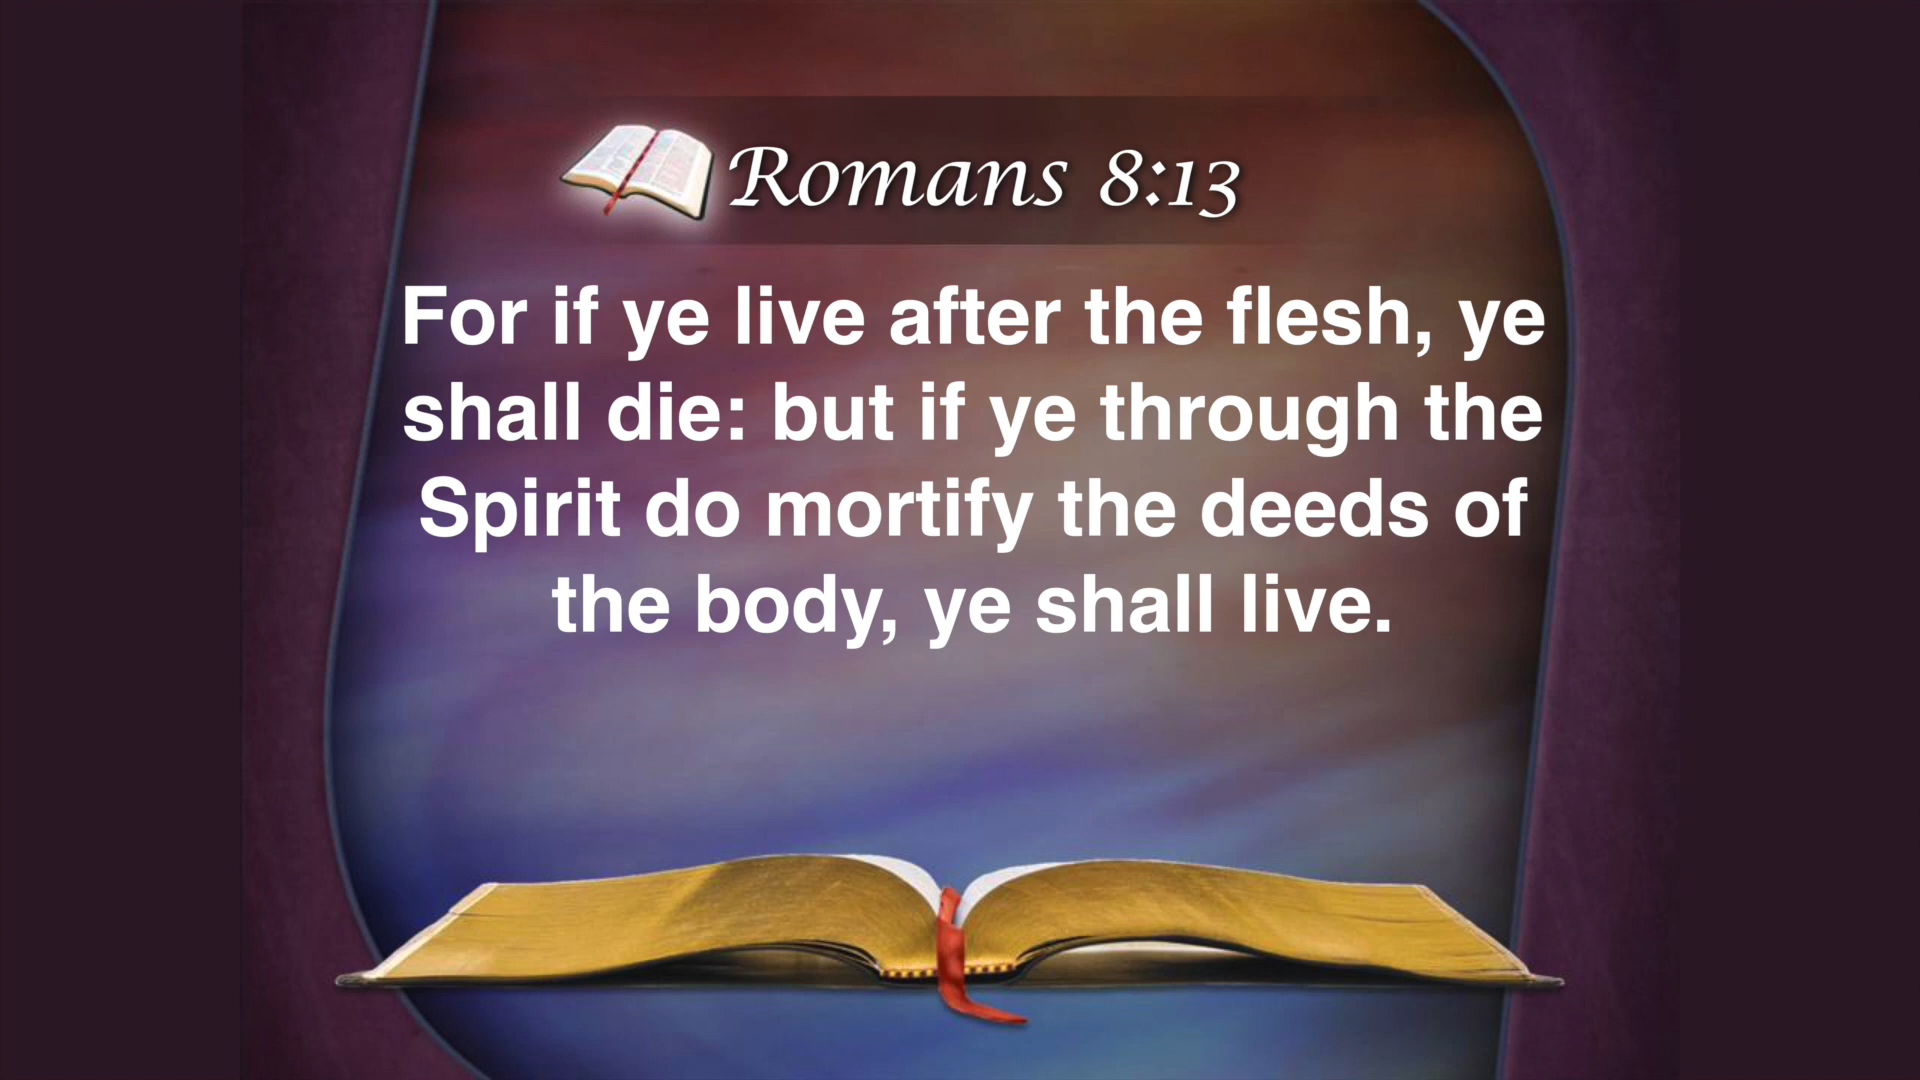 Romans 8:13
For if ye live after the flesh, ye
shall die: but if ye through the
Spirit do mortify the deeds of
the body, ye shall live.